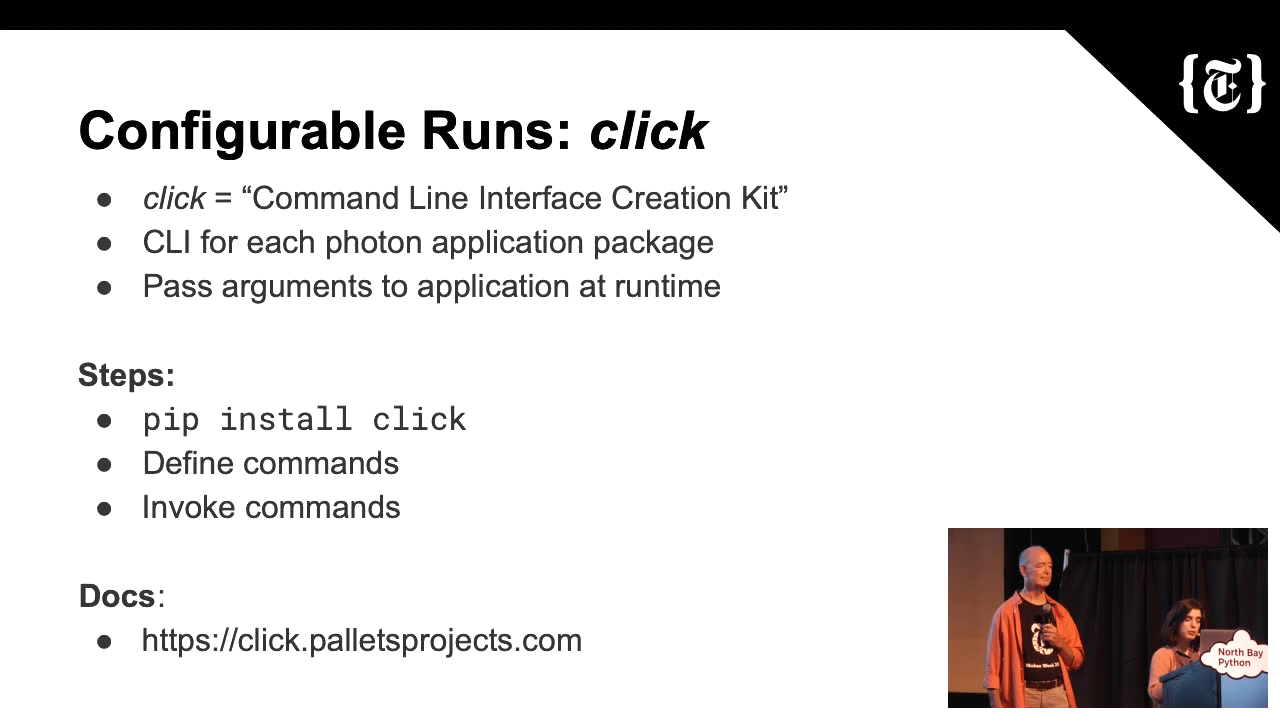 {T}
Configurable Runs: click
● click = “Command Line Interface Creation Kit”
● CLI for each photon application package
● Pass arguments to application at runtime
Steps:
● pip install click
● Define commands
● Invoke commands
Docs:
● https://click.palletsprojects.com
North Bay
Python